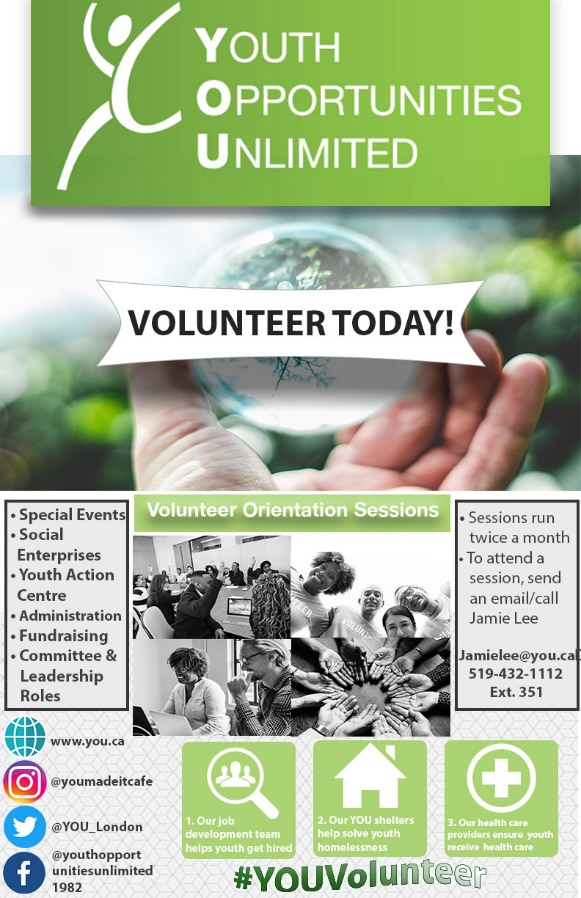 YOUTH
OPPORTUNITIES
UNLIMITED
VOLUNTEER TODAY!
Volunteer Orientation Sessions
• Special Events
• Social
Enterprises
• Youth Action
Centre
• Administration
• Fundraising
• Committee &
Leadership
Roles
• Sessions run
twice a month
• To attend a
session, send
an email/call
Jamie Lee
Jamielee@you.ca
519-432-1112
Ext. 351
www.you.ca
@youmadeitcafe
@YOU_London
@youthopport
unitiesunlimited
1982
1. Our job
development team
helps youth get hired
2. Our YOU shelters
help solve youth
homelessness
3. Our health care
providers ensure youth
receive health care
#YOUVolunteer